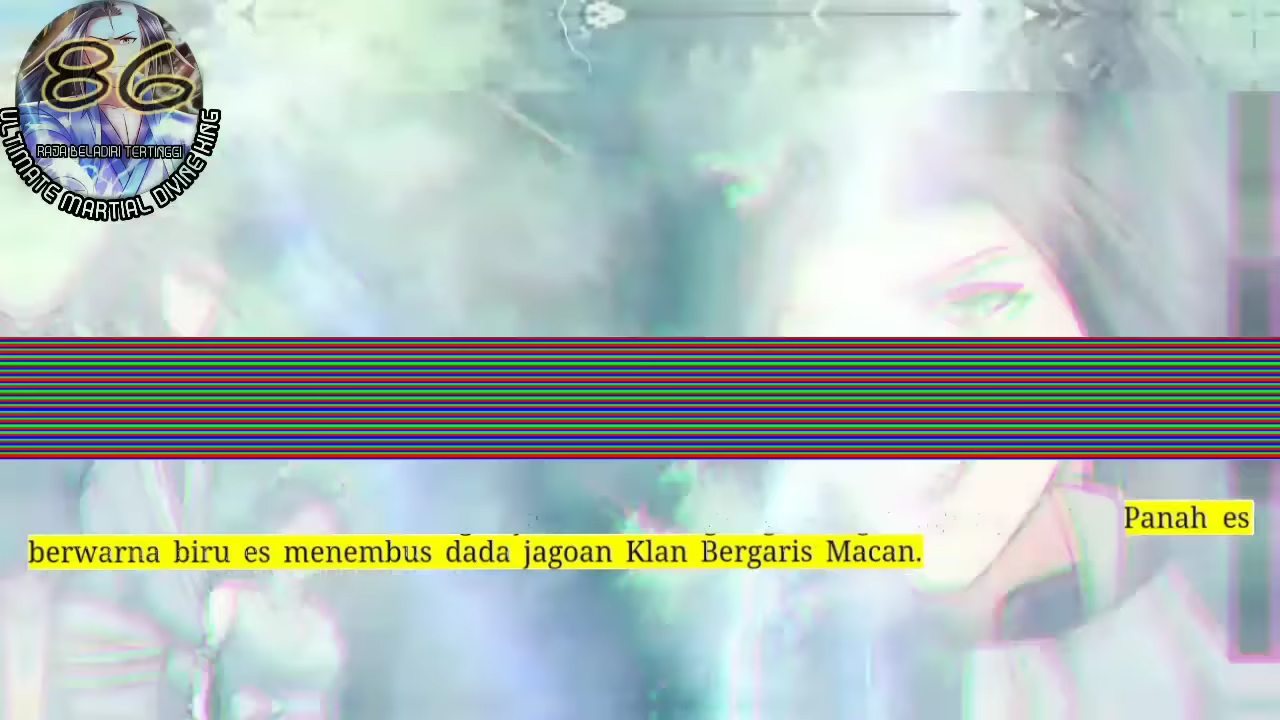 86
RAJA BELADIRI TERTINGGI
ULTIMATE MARTIAL DIVINE KING
Panah es
berwarna biru es menembus dada jagoan Klan Bergaris Macan.